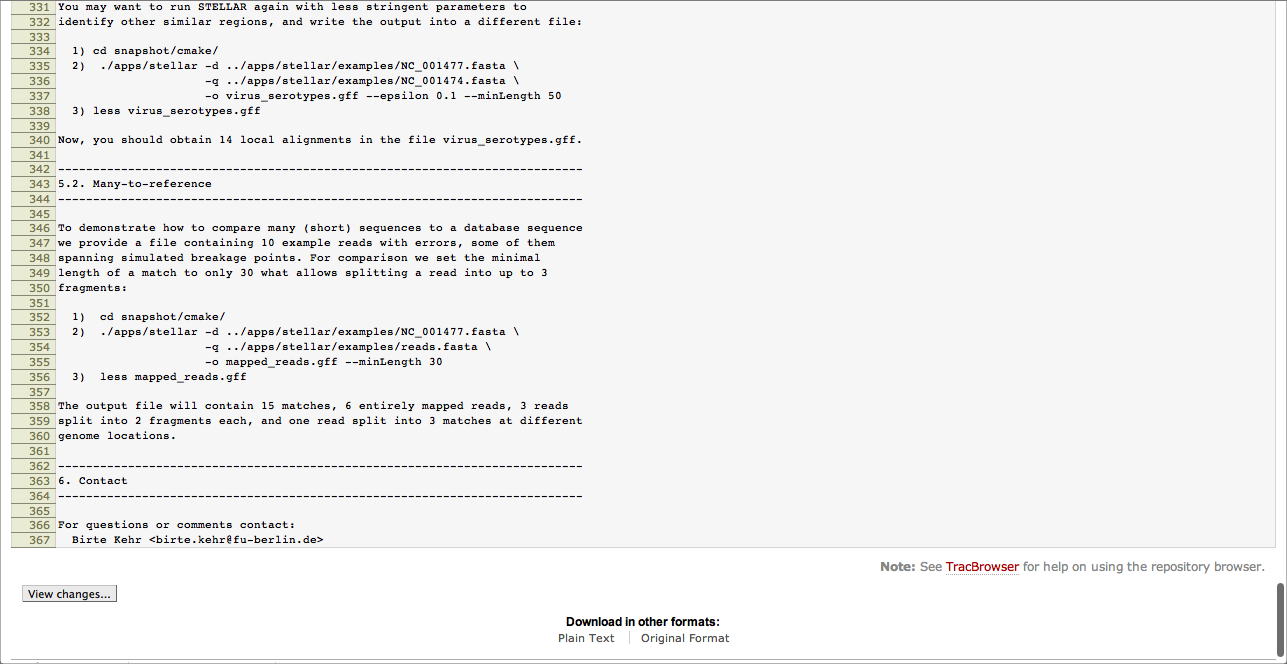 331 You may want to run STELLAR again with less stringent parameters to
332 identify other similar regions, and write the output into a different file:
333
334   1) cd snapshot/cmake/
335   2)  ./apps/stellar -d ../apps/stellar/examples/NC_001477.fasta \
336                      -q ../apps/stellar/examples/NC_001474.fasta \
337                      -o virus_serotypes.gff --epsilon 0.1 --minLength 50
338   3) less virus_serotypes.gff
339
340 Now, you should obtain 14 local alignments in the file virus_serotypes.gff.
341
342 ---------------------------------------------------------------------------
343 5.2. Many-to-reference
344 ---------------------------------------------------------------------------
345
346 To demonstrate how to compare many (short) sequences to a database sequence
347 we provide a file containing 10 example reads with errors, some of them
348 spanning simulated breakage points. For comparison we set the minimal
349 length of a match to only 30 what allows splitting a read into up to 3
350 fragments:
351
352   1)  cd snapshot/cmake/
353   2)  ./apps/stellar -d ../apps/stellar/examples/NC_001477.fasta \
354                      -q ../apps/stellar/examples/reads.fasta \
355                      -o mapped_reads.gff --minLength 30
356   3)  less mapped_reads.gff
357
358 The output file will contain 15 matches, 6 entirely mapped reads, 3 reads
359 split into 2 fragments each, and one read split into 3 matches at different
360 genome locations.
361
362 ---------------------------------------------------------------------------
363 6. Contact
364 ---------------------------------------------------------------------------
365
366 For questions or comments contact:
367   Birte Kehr <birte.kehr@fu-berlin.de>
Note: See TracBrowser for help on using the repository browser.
View changes...
Download in other formats:
Plain Text
Original Format